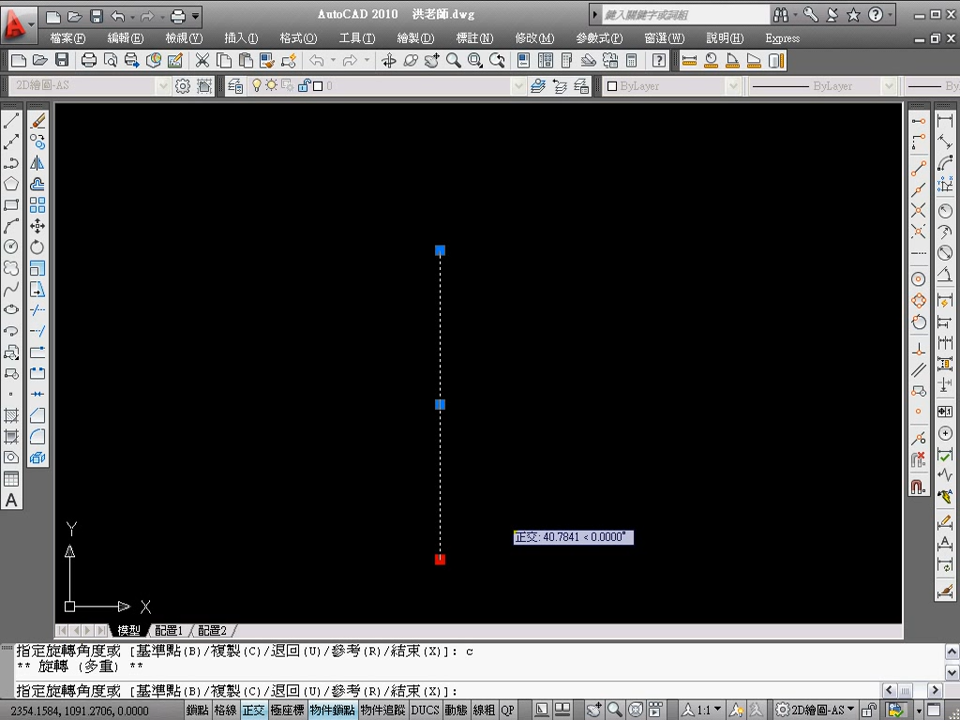 AutoCAD 2010 洪老師.dwg
鍵入關鍵字或詞組
檔案(F) 編輯(E) 檢視(V) 插入(I) 格式(O) 工具(T) 繪製(D) 標註(N) 修改(M) 參數式(P) 窗選(W) 說明(H) Express
2D繪圖-AS 0 ByLayer ByLayer By
A
正交: 40.7841 < 0.0000°
Y
X
模型 配置1 配置2
指定旋轉角度或 [基準點(B)/複製(C)/退回(U)/參考(R)/結束(X)]: c
** 旋轉 (多重) **
指定旋轉角度或 [基準點(B)/複製(C)/退回(U)/參考(R)/結束(X)]:
2354.1584, 1091.2706, 0.0000 鎖點 格線 正交 極座標 物件鎖點 物件追蹤 DUCS 動態 線粗 QP 1:1 2D繪圖-AS